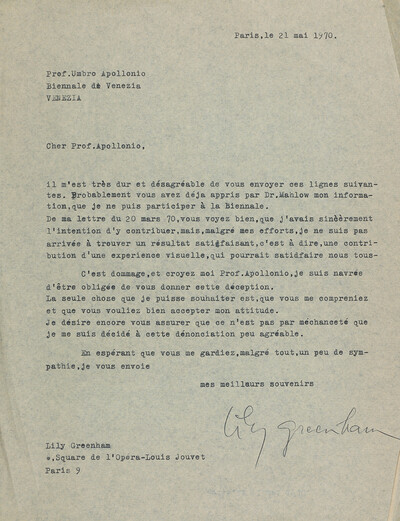 Paris,le 21 mai 1970.
Prof.Umbro Apollonio
Biennale di Venezia
VENEZIA
Cher Prof.Apollonio,
il m'est très dur et désagréable de vous envoyer ces lignes suivan-
tes. Probablement vous avez déja appris par Dr.Mahlow mon informa-
tion,que je ne puis participer à la Biennale.
De ma lettre du 20 mars 70,vous voyez bien,que j'avais sincèrement
l'intention d'y contribuer,mais,malgré mes efforts,je ne suis pas
arrivée à trouver un résultat satisfaisant,c'est à dire,une contri-
bution d'une experience visuelle,qui pourrait satidfaire nous tous-
C'est dommage,et croyez moi Prof.Apollonio,je suis navrée
d'être obligée de vous donner cette déception.
La seule chose que je puisse souhaiter est,que vous me compreniez
et que vous vouliez bien accepter mon attitude.
Je désire encore vous assurer que ce n'est pas par méchanceté que
je me suis décidé à cette dénonciation peu agréable.
En espérant que vous me gardiez,malgré tout,un peu de sym-
pathie,je vous envoie
mes meilleurs souvenirs
Lily Greenham
Lily Greenham
,Square de l'Opera-Louis Jouvet
Paris 9